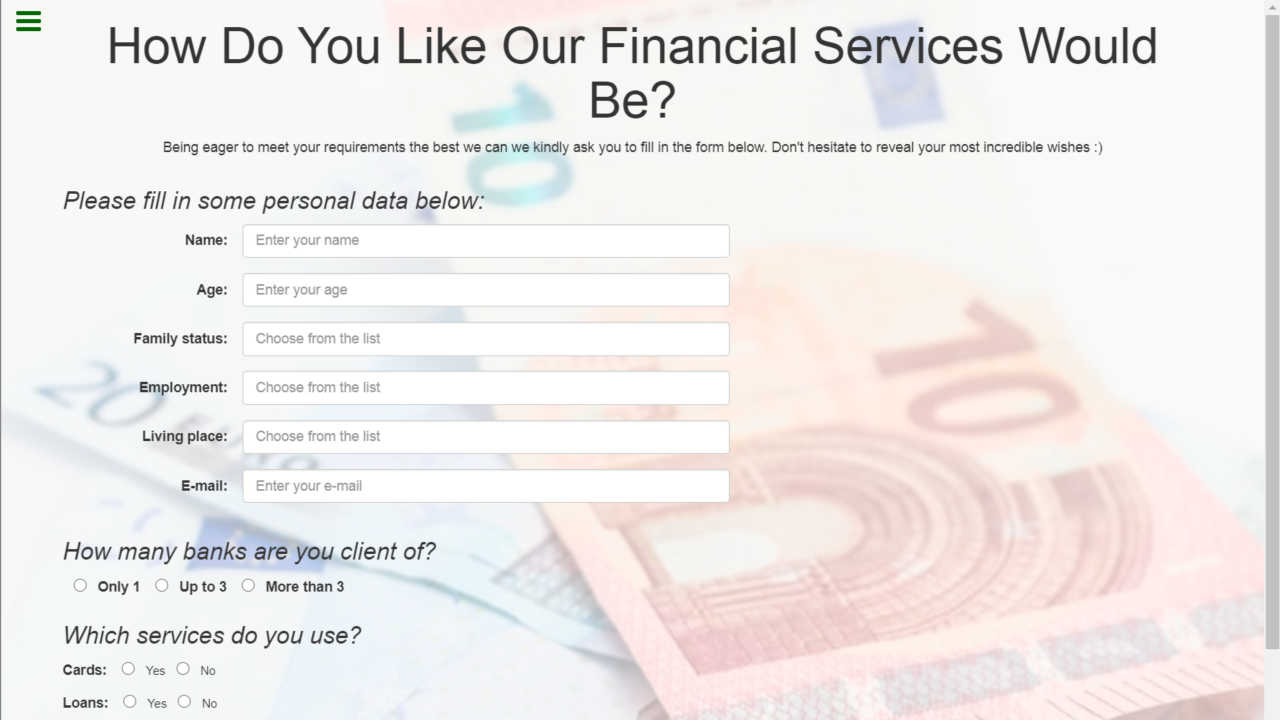 How Do You Like Our Financial Services Would
Be?
Being eager to meet your requirements the best we can we kindly ask you to fill in the form below. Don't hesitate to reveal your most incredible wishes :)
Please fill in some personal data below:
Name: Enter your name
Age: Enter your age
Family status: Choose from the list
Employment: Choose from the list
Living place: Choose from the list
E-mail: Enter your e-mail
How many banks are you client of?
Only 1 Up to 3 More than 3
Which services do you use?
Cards: Yes No
Loans: Yes No
10
10
20 EURO